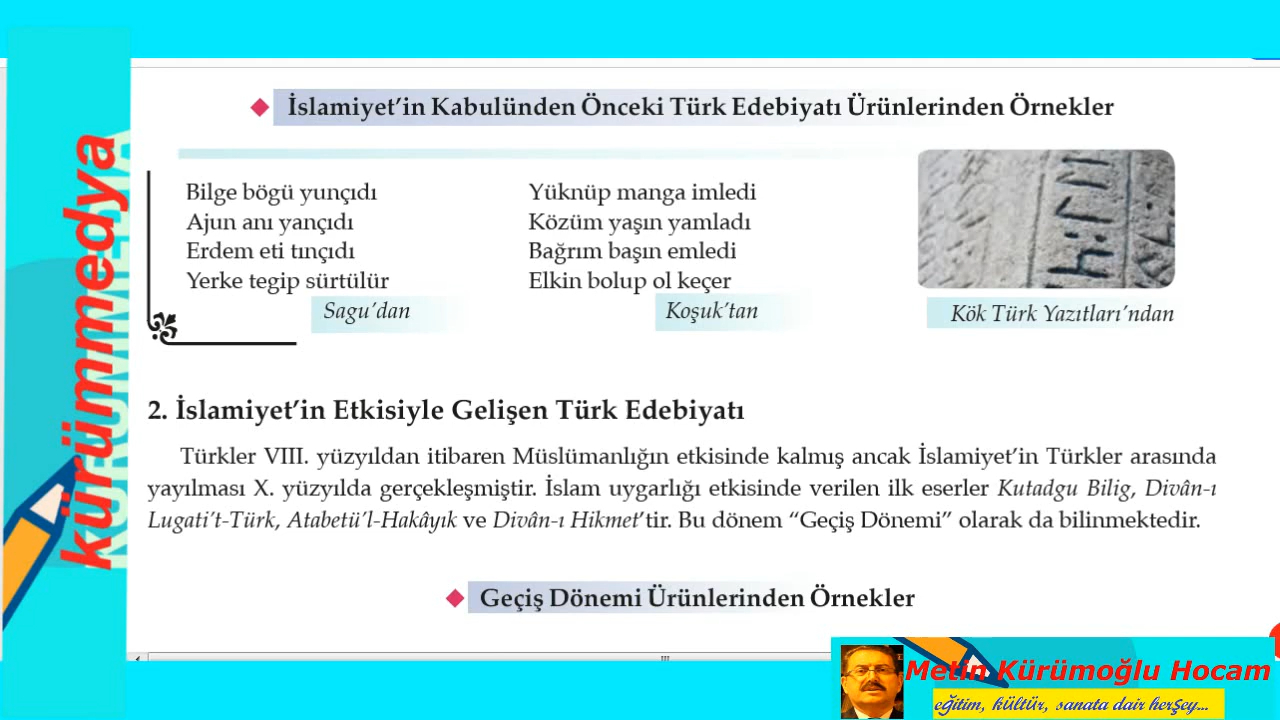 İslamiyet’in Kabulünden Önceki Türk Edebiyatı Ürünlerinden Örnekler
Bilge bögü yunçıdı
Ajun anı yançıdı
Erdem eti tınçıdı
Yerke tegip sürtülür
Sagu’dan
Yüknüp manga imledi
Közüm yaşın yamladı
Bağrım başın emledi
Elkin bolup ol keçer
Koşuk’tan
Kök Türk Yazıtları’ndan
2. İslamiyet’in Etkisiyle Gelişen Türk Edebiyatı
Türkler VIII. yüzyıldan itibaren Müslümanlığın etkisinde kalmış ancak İslamiyet’in Türkler arasında
yayılması X. yüzyılda gerçekleşmiştir. İslam uygarlığı etkisinde verilen ilk eserler Kutadgu Bilig, Divân-ı
Lugati’t-Türk, Atabetü’l-Hakâyık ve Divân-ı Hikmet’tir. Bu dönem “Geçiş Dönemi” olarak da bilinmektedir.
Geçiş Dönemi Ürünlerinden Örnekler
kürümmedya
KÜRÜMMEDYA
Metin Kürümoğlu Hocam
eğitim, kültür, sanata dair herşey...